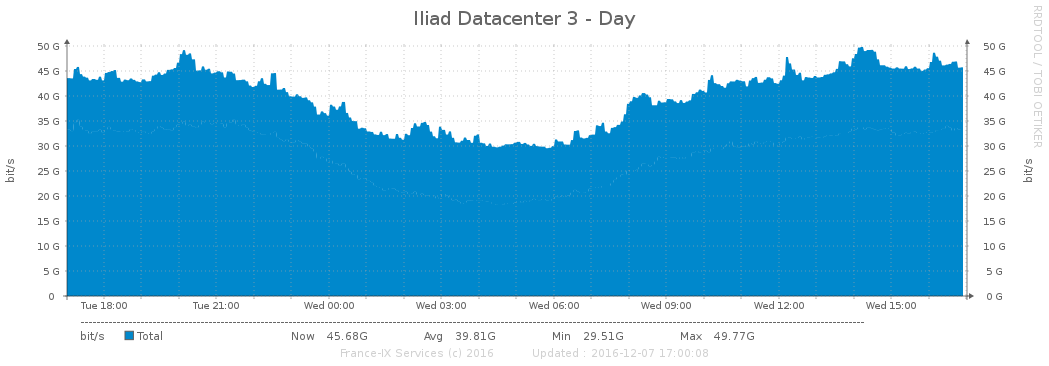 Iliad Datacenter 3 - Day
RRDTOOL / TOBI OETIKER
50 G 50 G
45 G 45 G
40 G 40 G
35 G 35 G
30 G 30 G
25 G 25 G
20 G 20 G
15 G 15 G
10 G 10 G
5 G 5 G
0 0 G
bit/s bit/s
Tue 18:00 Tue 21:00 Wed 00:00 Wed 03:00 Wed 06:00 Wed 09:00 Wed 12:00 Wed 15:00
bit/s Total Now 45.68G Avg 39.81G Min 29.51G Max 49.77G
France-IX Services (c) 2016 Updated : 2016-12-07 17:00:08